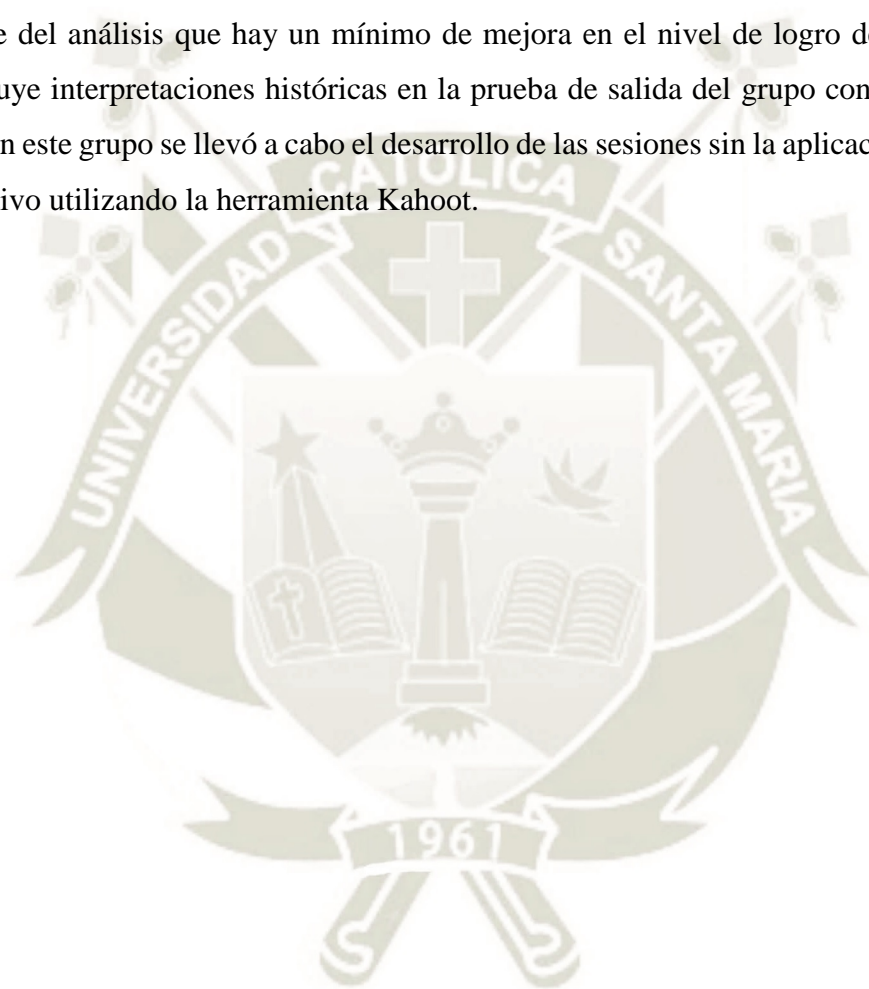 e del análisis que hay un mínimo de mejora en el nivel de logro de
uye interpretaciones históricas en la prueba de salida del grupo con
n este grupo se llevó a cabo el desarrollo de las sesiones sin la aplicac
ivo utilizando la herramienta Kahoot.
UNIVERSIDAD CATÓLICA SANTA MARIA
1961